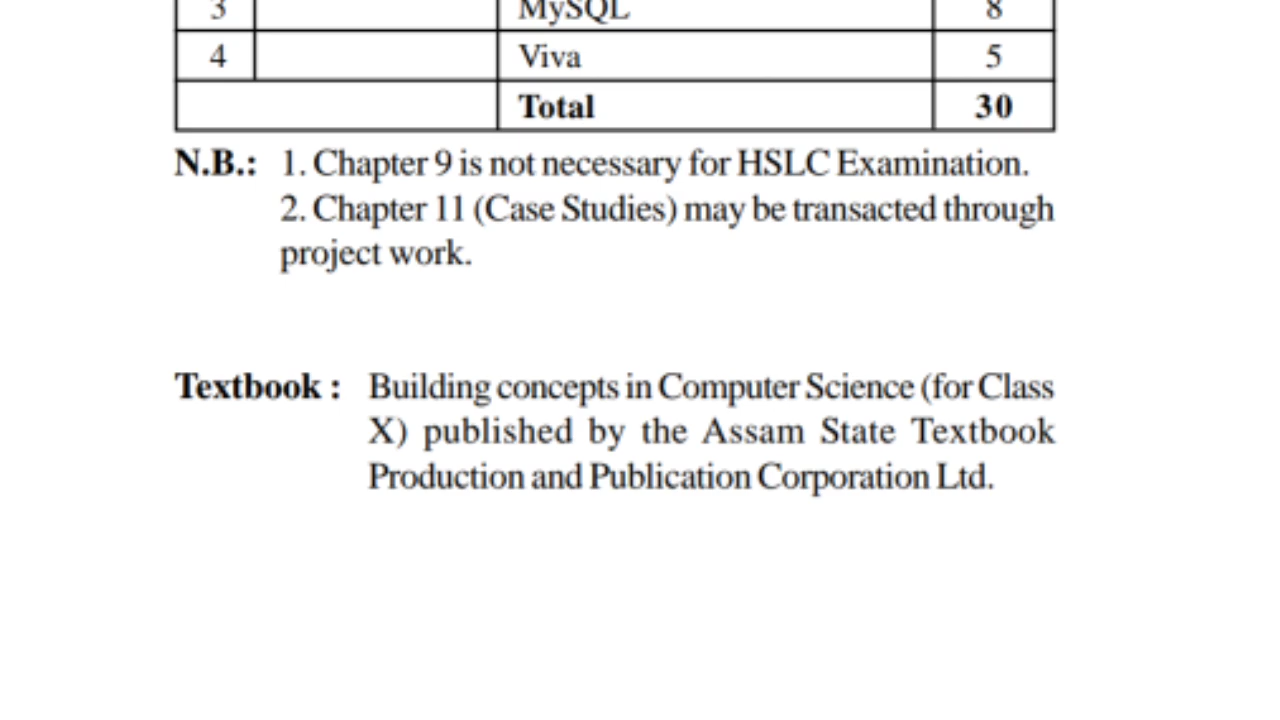 3 MySQL 8
4 Viva 5
Total 30
N.B.: 1. Chapter 9 is not necessary for HSLC Examination.
2. Chapter 11 (Case Studies) may be transacted through
project work.
Textbook : Building concepts in Computer Science (for Class
X) published by the Assam State Textbook
Production and Publication Corporation Ltd.